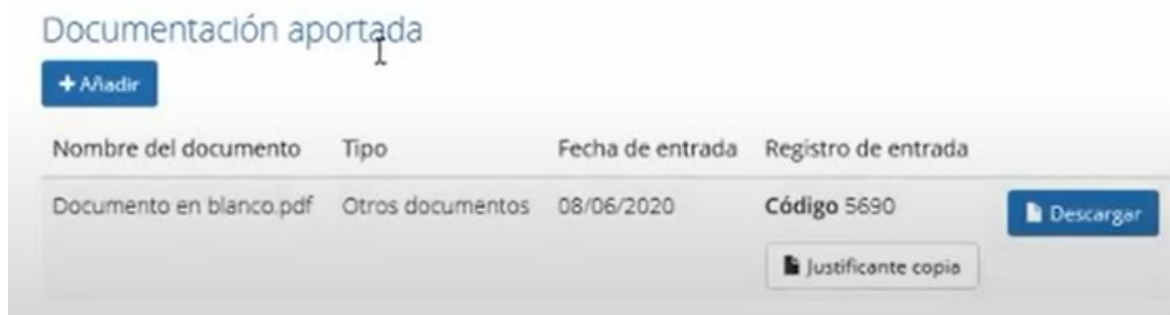 Documentación aportada
+ Añadir
Nombre del documento Tipo Fecha de entrada Registro de entrada
Documento en blanco.pdf Otros documentos 08/06/2020 Código 5690 Descargar
Justificante copia